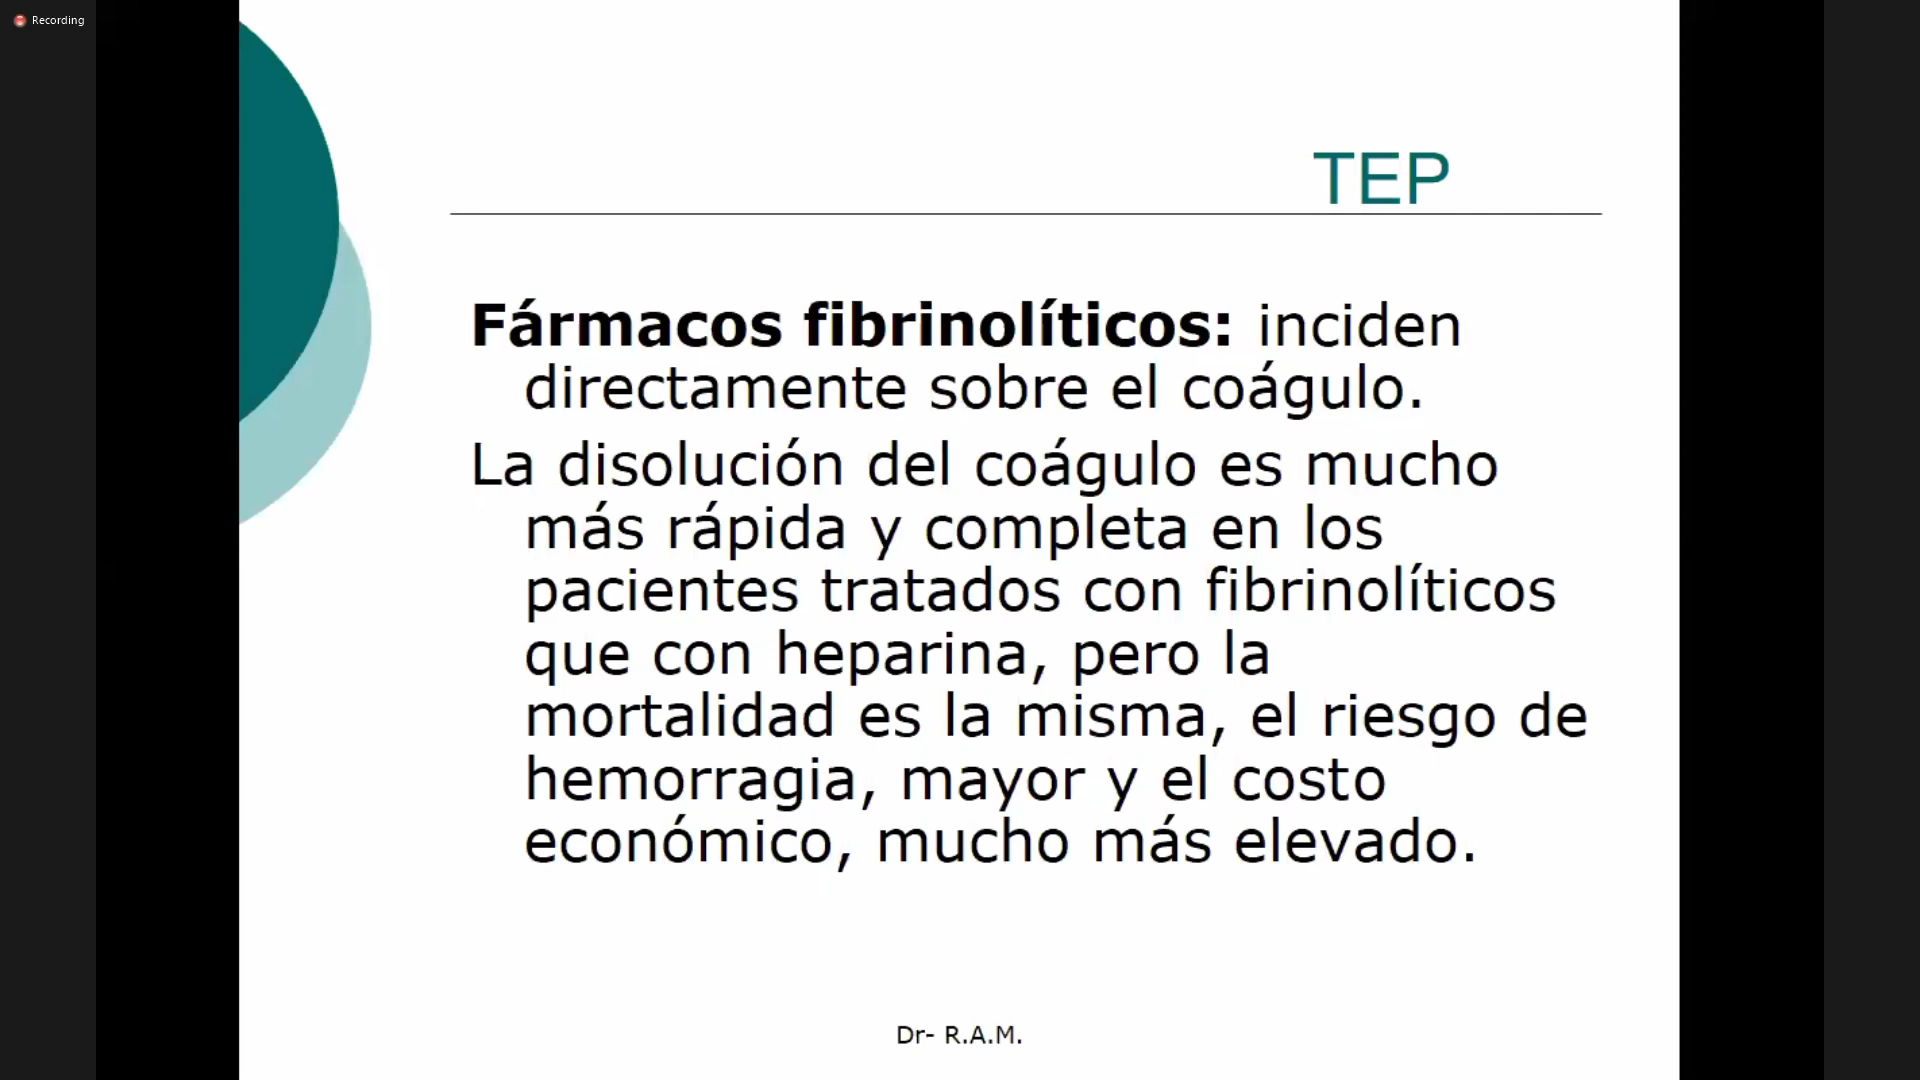 Recording
TEP
Fármacos fibrinolíticos: inciden
directamente sobre el coágulo.
La disolución del coágulo es mucho
más rápida y completa en los
pacientes tratados con fibrinolíticos
que con heparina, pero la
mortalidad es la misma, el riesgo de
hemorragia, mayor y el costo
económico, mucho más elevado.
Dr- R.A.M.